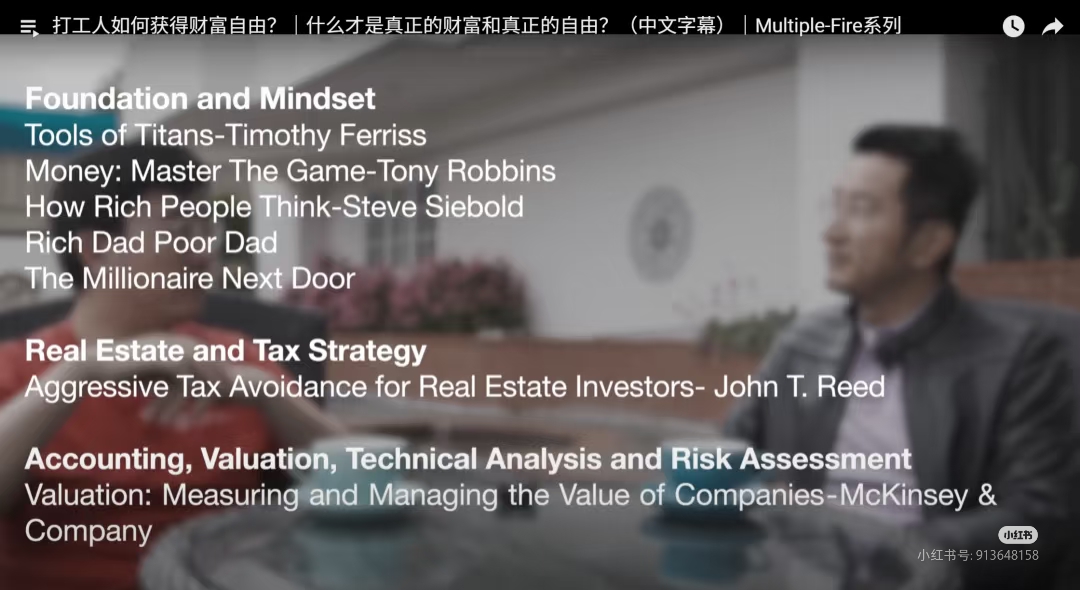 打工人如何获得财富自由？｜什么才是真正的财富和真正的自由？（中文字幕）｜Multiple-Fire系列
Foundation and Mindset
Tools of Titans-Timothy Ferriss
Money: Master The Game-Tony Robbins
How Rich People Think-Steve Siebold
Rich Dad Poor Dad
The Millionaire Next Door
Real Estate and Tax Strategy
Aggressive Tax Avoidance for Real Estate Investors- John T. Reed
Accounting, Valuation, Technical Analysis and Risk Assessment
Valuation: Measuring and Managing the Value of Companies-McKinsey &
Company
小红书
小红书号: 913648158